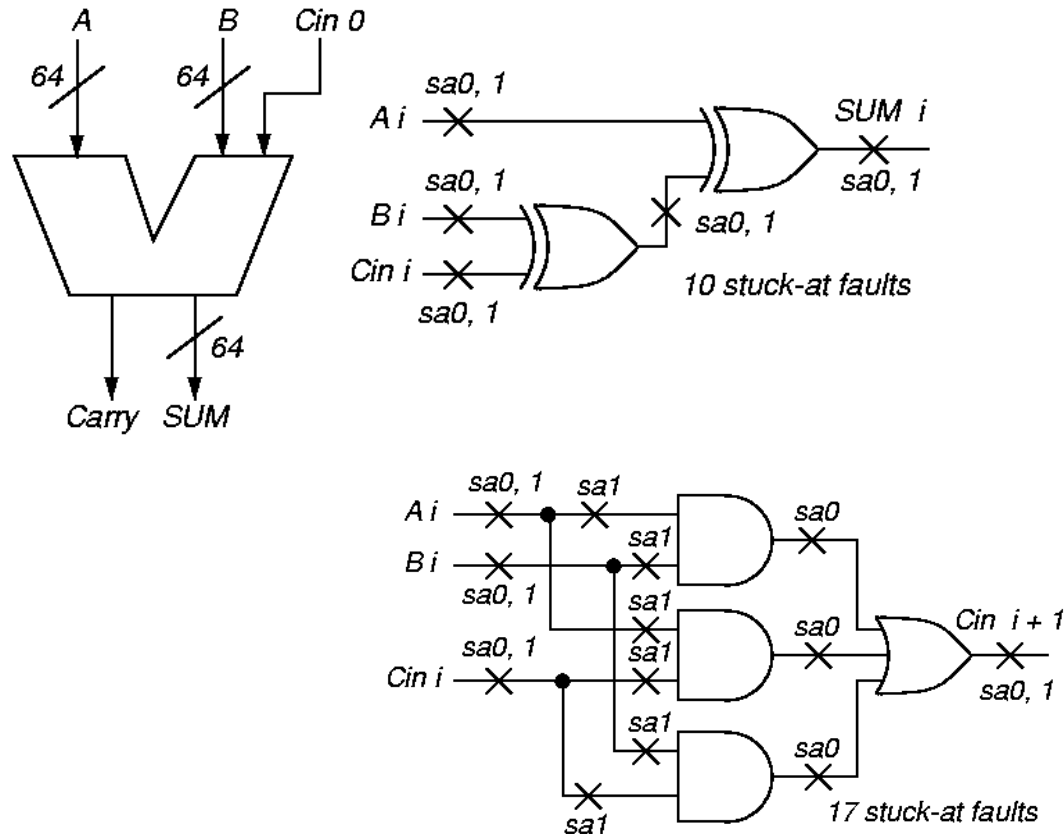 A
B
Cin 0
64
64
64
Carry
SUM
sa0, 1
A i
sa0, 1
B i
Cin i
sa0, 1
sa0, 1
SUM i
sa0, 1
10 stuck-at faults
sa0, 1
sa1
A i
sa1
B i
sa0, 1
sa1
sa0, 1
sa1
Cin i
sa1
sa1
sa0
sa0
sa0
Cin i + 1
sa0, 1
17 stuck-at faults